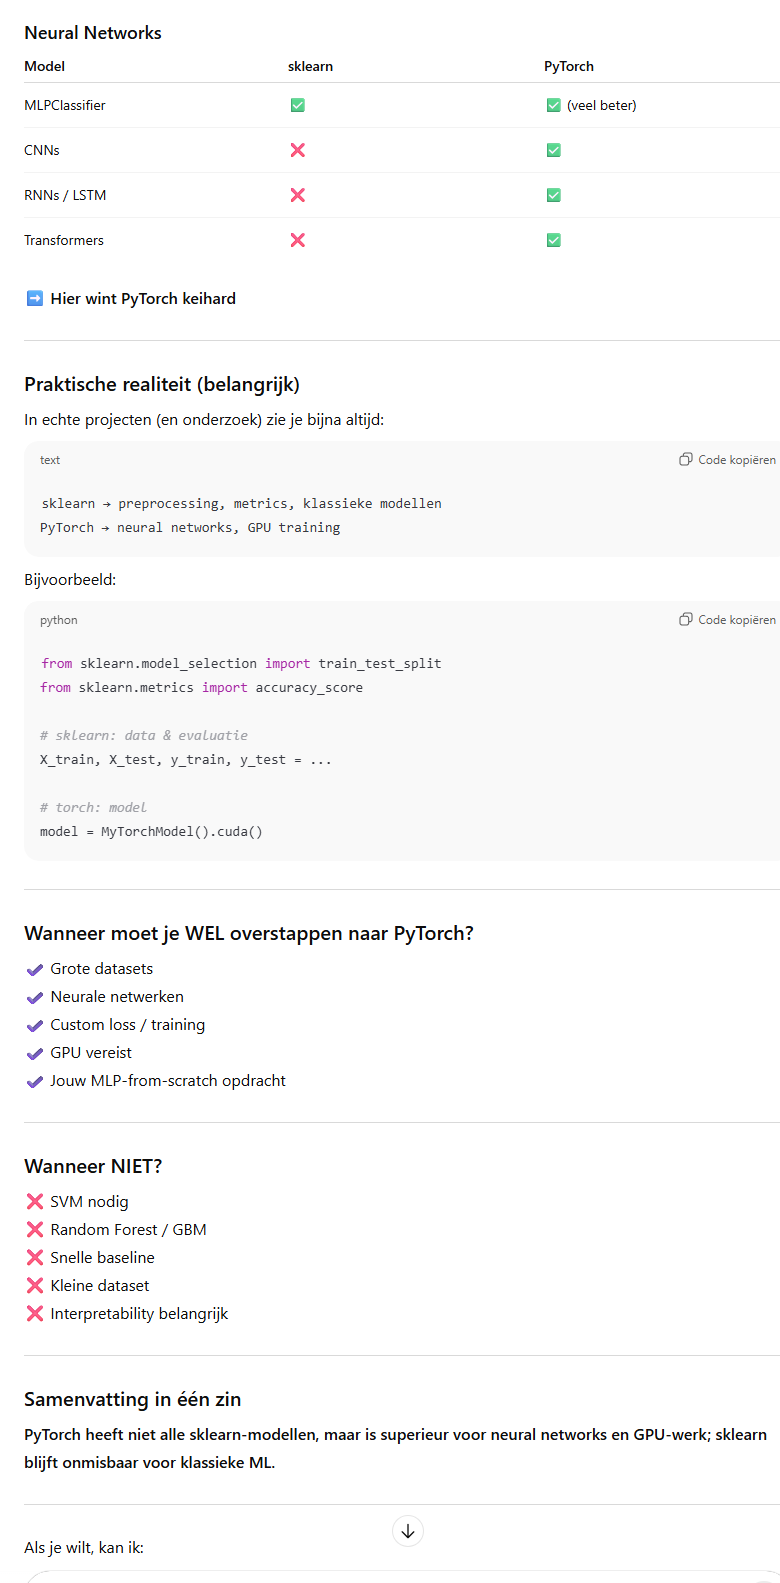 Neural Networks
Model sklearn PyTorch
MLPClassifier ✅ ✅ (veel beter)
CNNs ❌ ✅
RNNs / LSTM ❌ ✅
Transformers ❌ ✅
➡️ Hier wint PyTorch keihard
Praktische realiteit (belangrijk)
In echte projecten (en onderzoek) zie je bijna altijd:
text Code kopiëren
sklearn → preprocessing, metrics, klassieke modellen
PyTorch → neural networks, GPU training
Bijvoorbeeld:
python Code kopiëren
from sklearn.model_selection import train_test_split
from sklearn.metrics import accuracy_score
# sklearn: data & evaluatie
X_train, X_test, y_train, y_test = ...
# torch: model
model = MyTorchModel().cuda()
Wanneer moet je WEL overstappen naar PyTorch?
✔ Grote datasets
✔ Neurale netwerken
✔ Custom loss / training
✔ GPU vereist
✔ Jouw MLP-from-scratch opdracht
Wanneer NIET?
❌ SVM nodig
❌ Random Forest / GBM
❌ Snelle baseline
❌ Kleine dataset
❌ Interpretability belangrijk
Samenvatting in één zin
PyTorch heeft niet alle sklearn-modellen, maar is superieur voor neural networks en GPU-werk; sklearn
blijft onmisbaar voor klassieke ML.
Als je wilt, kan ik: